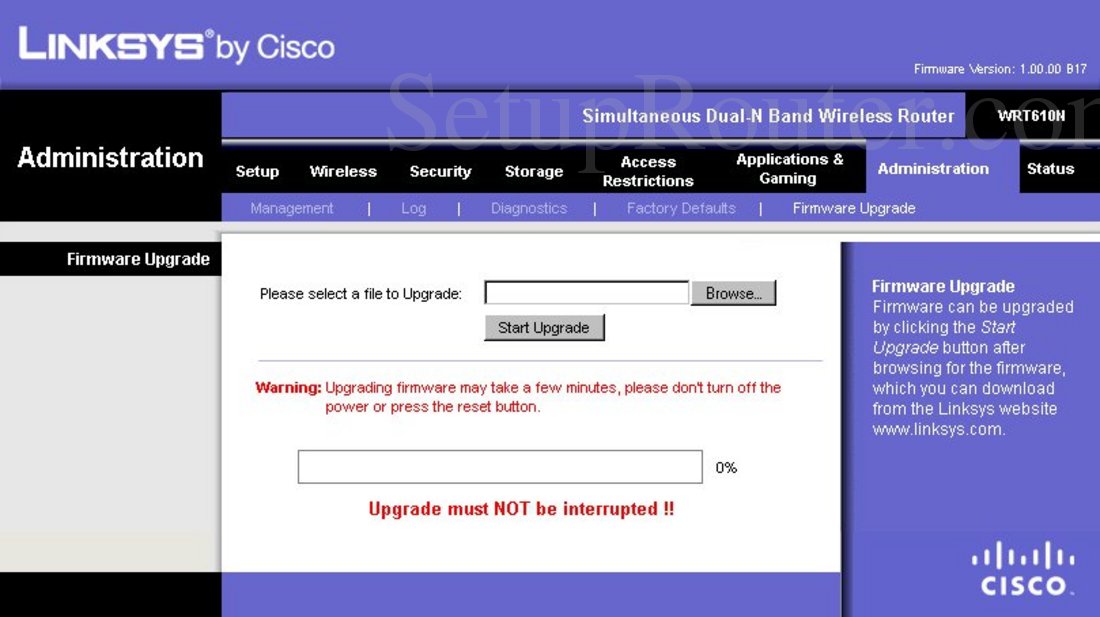 LINKSYS® by Cisco
Firmware Version: 1.00.00 B17
SetupRouter.com
Simultaneous Dual-N Band Wireless Router WRT610N
Administration
Setup Wireless Security Storage Access Restrictions Applications & Gaming Administration Status
Management | Log | Diagnostics | Factory Defaults | Firmware Upgrade
Firmware Upgrade
Please select a file to Upgrade: Browse...
Start Upgrade
Warning: Upgrading firmware may take a few minutes, please don't turn off the
power or press the reset button.
0%
Upgrade must NOT be interrupted !!
Firmware Upgrade
Firmware can be upgraded
by clicking the Start
Upgrade button after
browsing for the firmware,
which you can download
from the Linksys website
www.linksys.com.
CISCO.